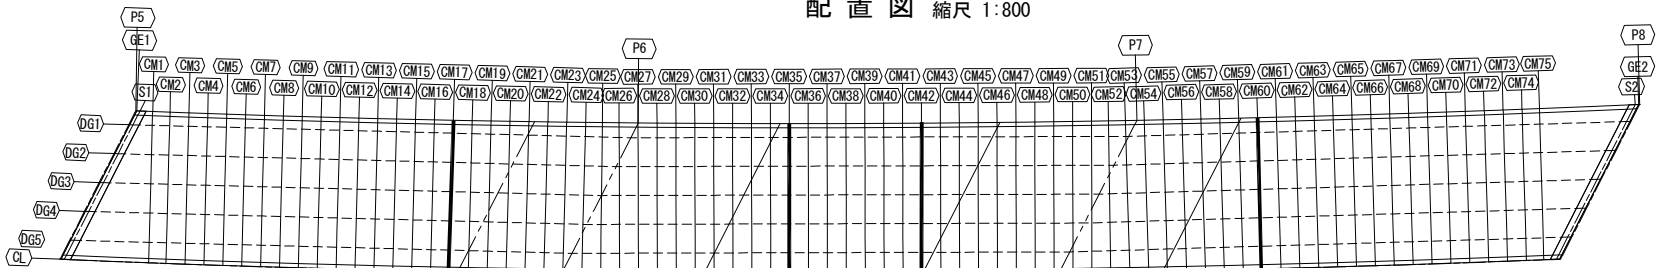 配 置 図 縮尺 1:800
P5 P6 P7 P8
GE1 GE2
CM1 CM3 CM5 CM7 CM9 CM11 CM13 CM15 CM17 CM19 CM21 CM23 CM25 CM27 CM29 CM31 CM33 CM35 CM37 CM39 CM41 CM43 CM45 CM47 CM49 CM51 CM53 CM55 CM57 CM59 CM61 CM63 CM65 CM67 CM69 CM71 CM73 CM75
S1 CM2 CM4 CM6 CM8 CM10 CM12 CM14 CM16 CM18 CM20 CM22 CM24 CM26 CM28 CM30 CM32 CM34 CM36 CM38 CM40 CM42 CM44 CM46 CM48 CM50 CM52 CM54 CM56 CM58 CM60 CM62 CM64 CM66 CM68 CM70 CM72 CM74 S2
DG1
DG2
DG3
DG4
DG5
CL